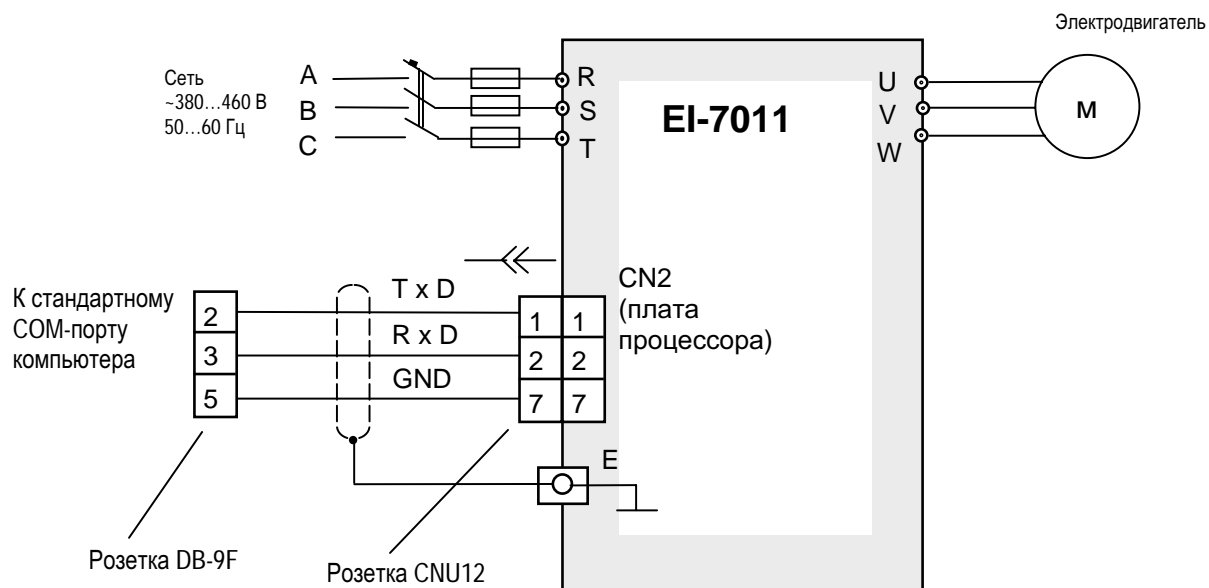 Электродвигатель
Сеть
~380...460 В
50...60 Гц
A
B
C
R
S
T
EI-7011
U
V
W
М
К стандартному
COM-порту
компьютера
2
3
5
T x D
R x D
GND
1 1
2 2
7 7
CN2
(плата
процессора)
E
Розетка DB-9F
Розетка CNU12